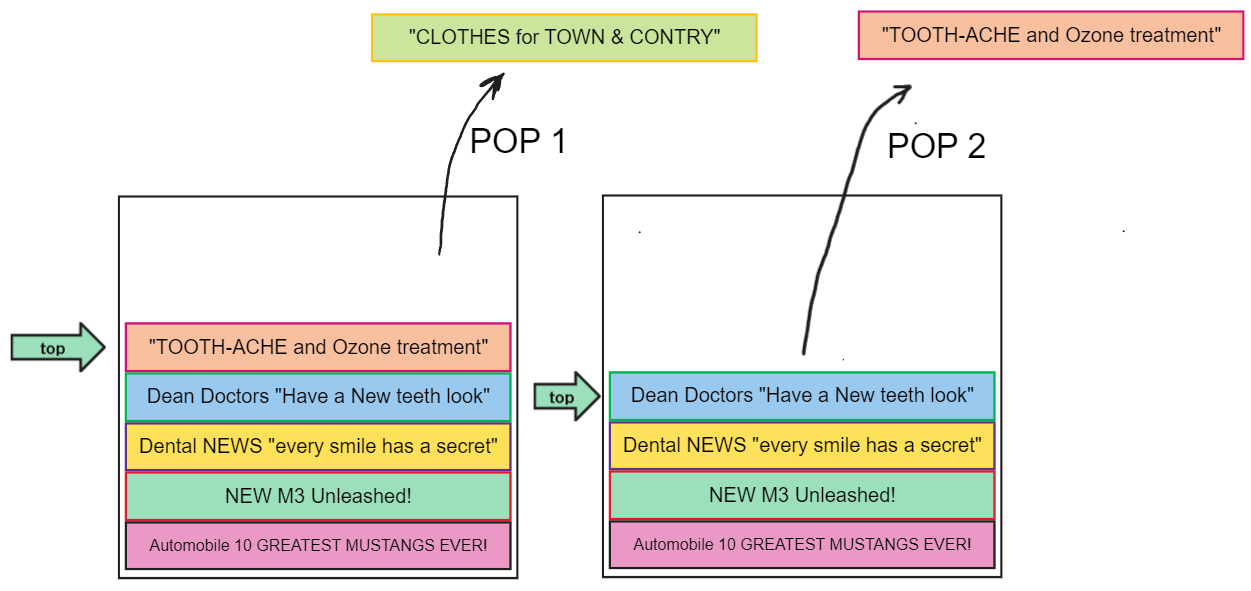 "CLOTHES for TOWN & CONTRY"
"TOOTH-ACHE and Ozone treatment"
POP 1
POP 2
top
"TOOTH-ACHE and Ozone treatment"
Dean Doctors "Have a New teeth look"
Dental NEWS "every smile has a secret"
NEW M3 Unleashed!
Automobile 10 GREATEST MUSTANGS EVER!
top
Dean Doctors "Have a New teeth look"
Dental NEWS "every smile has a secret"
NEW M3 Unleashed!
Automobile 10 GREATEST MUSTANGS EVER!